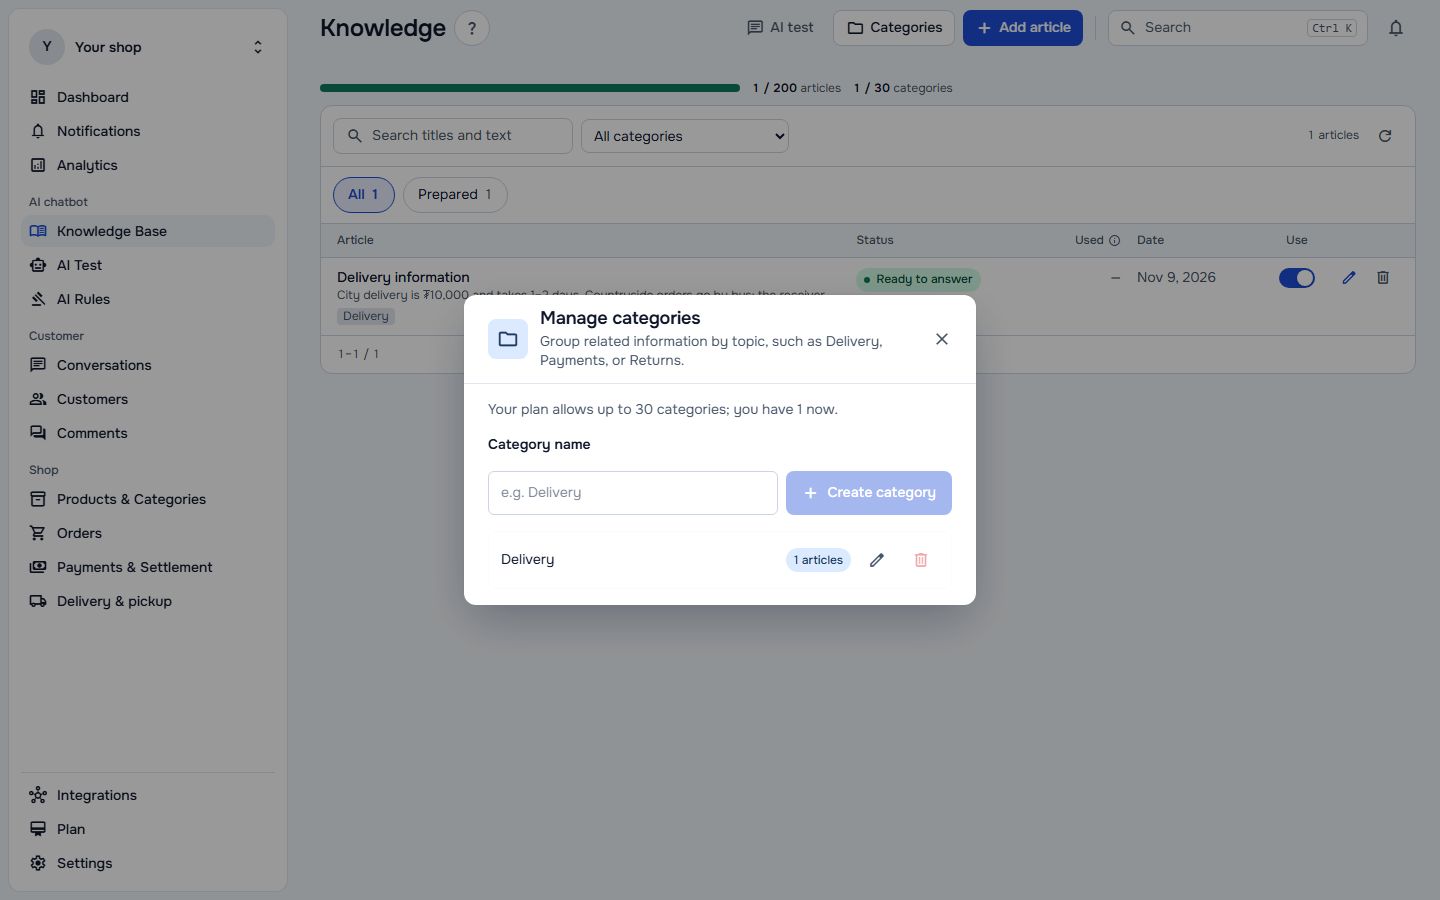 Y Your shop
Dashboard
Notifications
Analytics
AI chatbot
Knowledge Base
AI Test
AI Rules
Customer
Conversations
Customers
Comments
Shop
Products & Categories
Orders
Payments & Settlement
Delivery & pickup
Integrations
Plan
Settings
Knowledge ?
AI test
Categories
+ Add article
Search Ctrl K
1 / 200 articles 1 / 30 categories
Search titles and text
All categories
1 articles
All 1
Prepared 1
Article Status Used Date Use
Delivery information Ready to answer – Nov 9, 2026
City delivery is ₮10,000 and takes 1–2 days. Countryside orders go by bus; the receiver
Delivery
1–1 / 1
Manage categories
Group related information by topic, such as Delivery,
Payments, or Returns.
Your plan allows up to 30 categories; you have 1 now.
Category name
e.g. Delivery
+ Create category
Delivery 1 articles